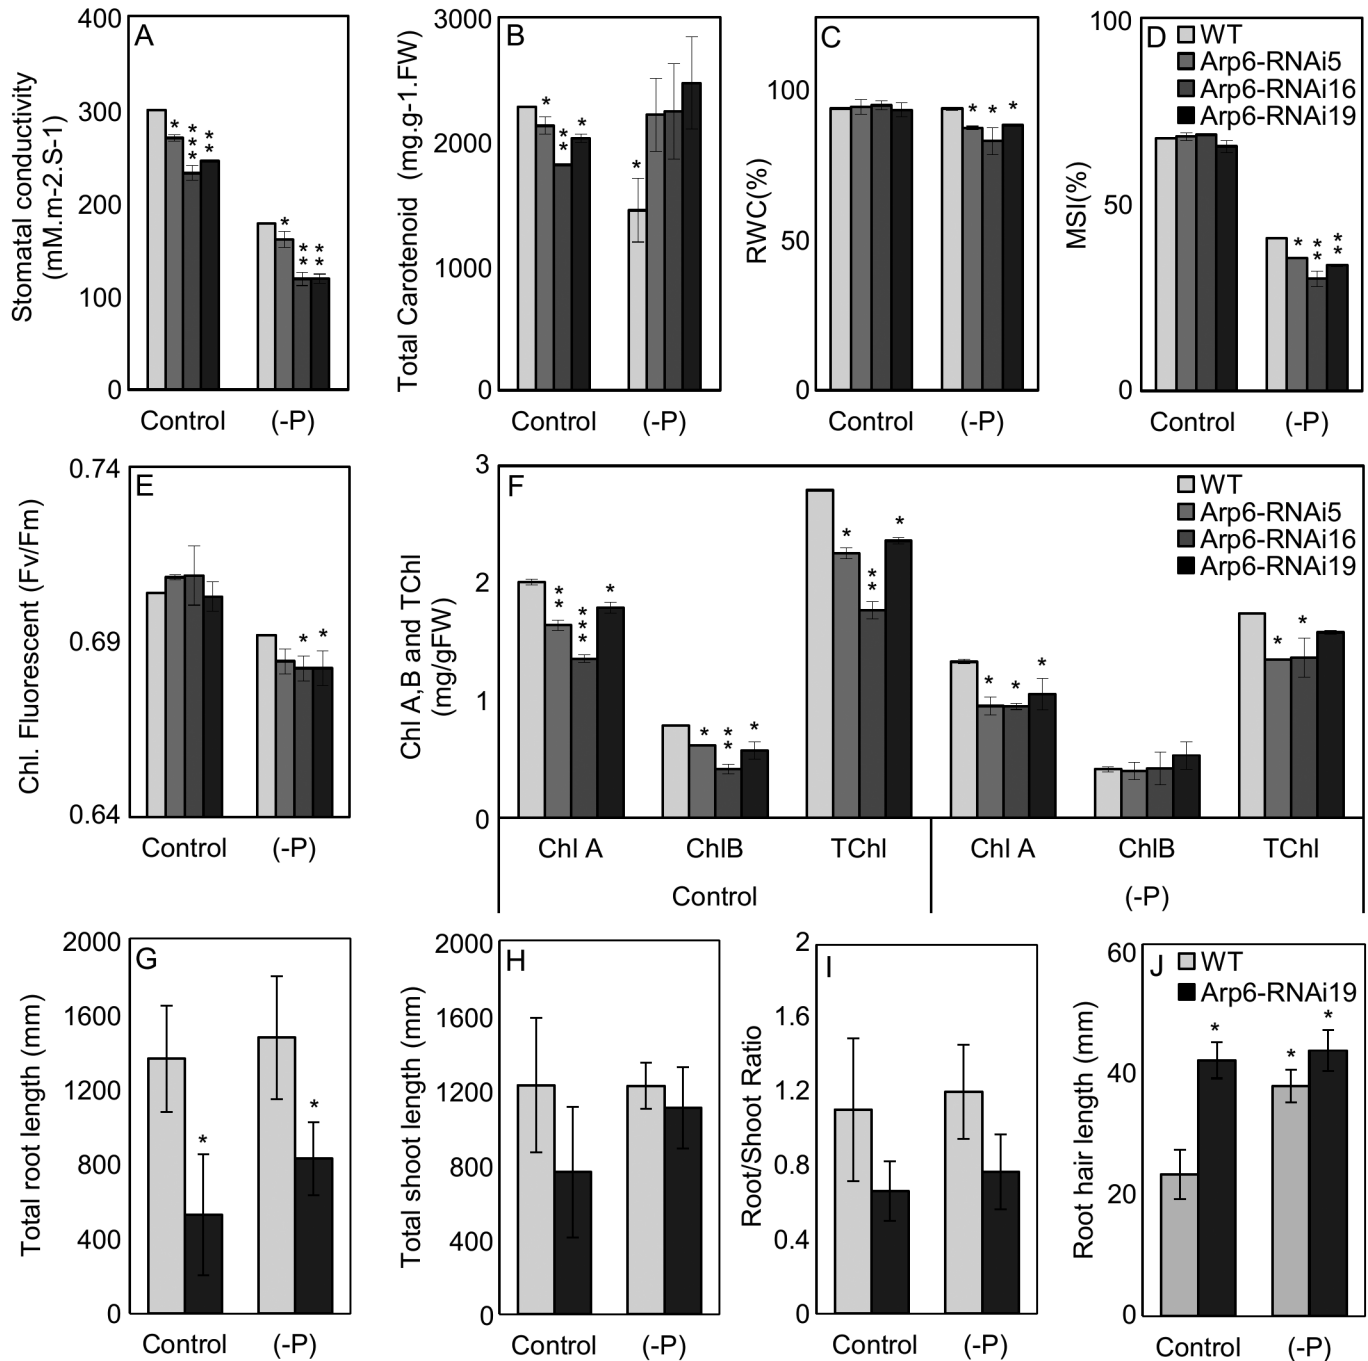 A
Stomatal conductivity
(mM.m-2.S-1)
400
300
200
100
0
* *** **
* ** **
Control (-P)
B
Total Carotenoid (mg.g-1.FW)
3000
2000
1000
0
* ** *
*
Control (-P)
C
RWC(%)
100
50
0
* * *
Control (-P)
D
MSI(%)
100
50
0
WT
Arp6-RNAi5
Arp6-RNAi16
Arp6-RNAi19
* ** **
Control (-P)
E
Chl. Fluorescent (Fv/Fm)
0.74
0.69
0.64
* *
Control (-P)
F
Chl A,B and TChl
(mg/gFW)
3
2
1
0
WT
Arp6-RNAi5
Arp6-RNAi16
Arp6-RNAi19
** *** *
* ** *
* ** *
* * *
* *
Chl A ChlB TChl Chl A ChlB TChl
Control (-P)
G
Total root length (mm)
2000
1600
1200
800
400
0
* *
Control (-P)
H
Total shoot length (mm)
2000
1600
1200
800
400
0
Control (-P)
I
Root/Shoot Ratio
2
1.6
1.2
0.8
0.4
0
Control (-P)
J
Root hair length (mm)
60
40
20
0
WT
Arp6-RNAi19
* * *
Control (-P)